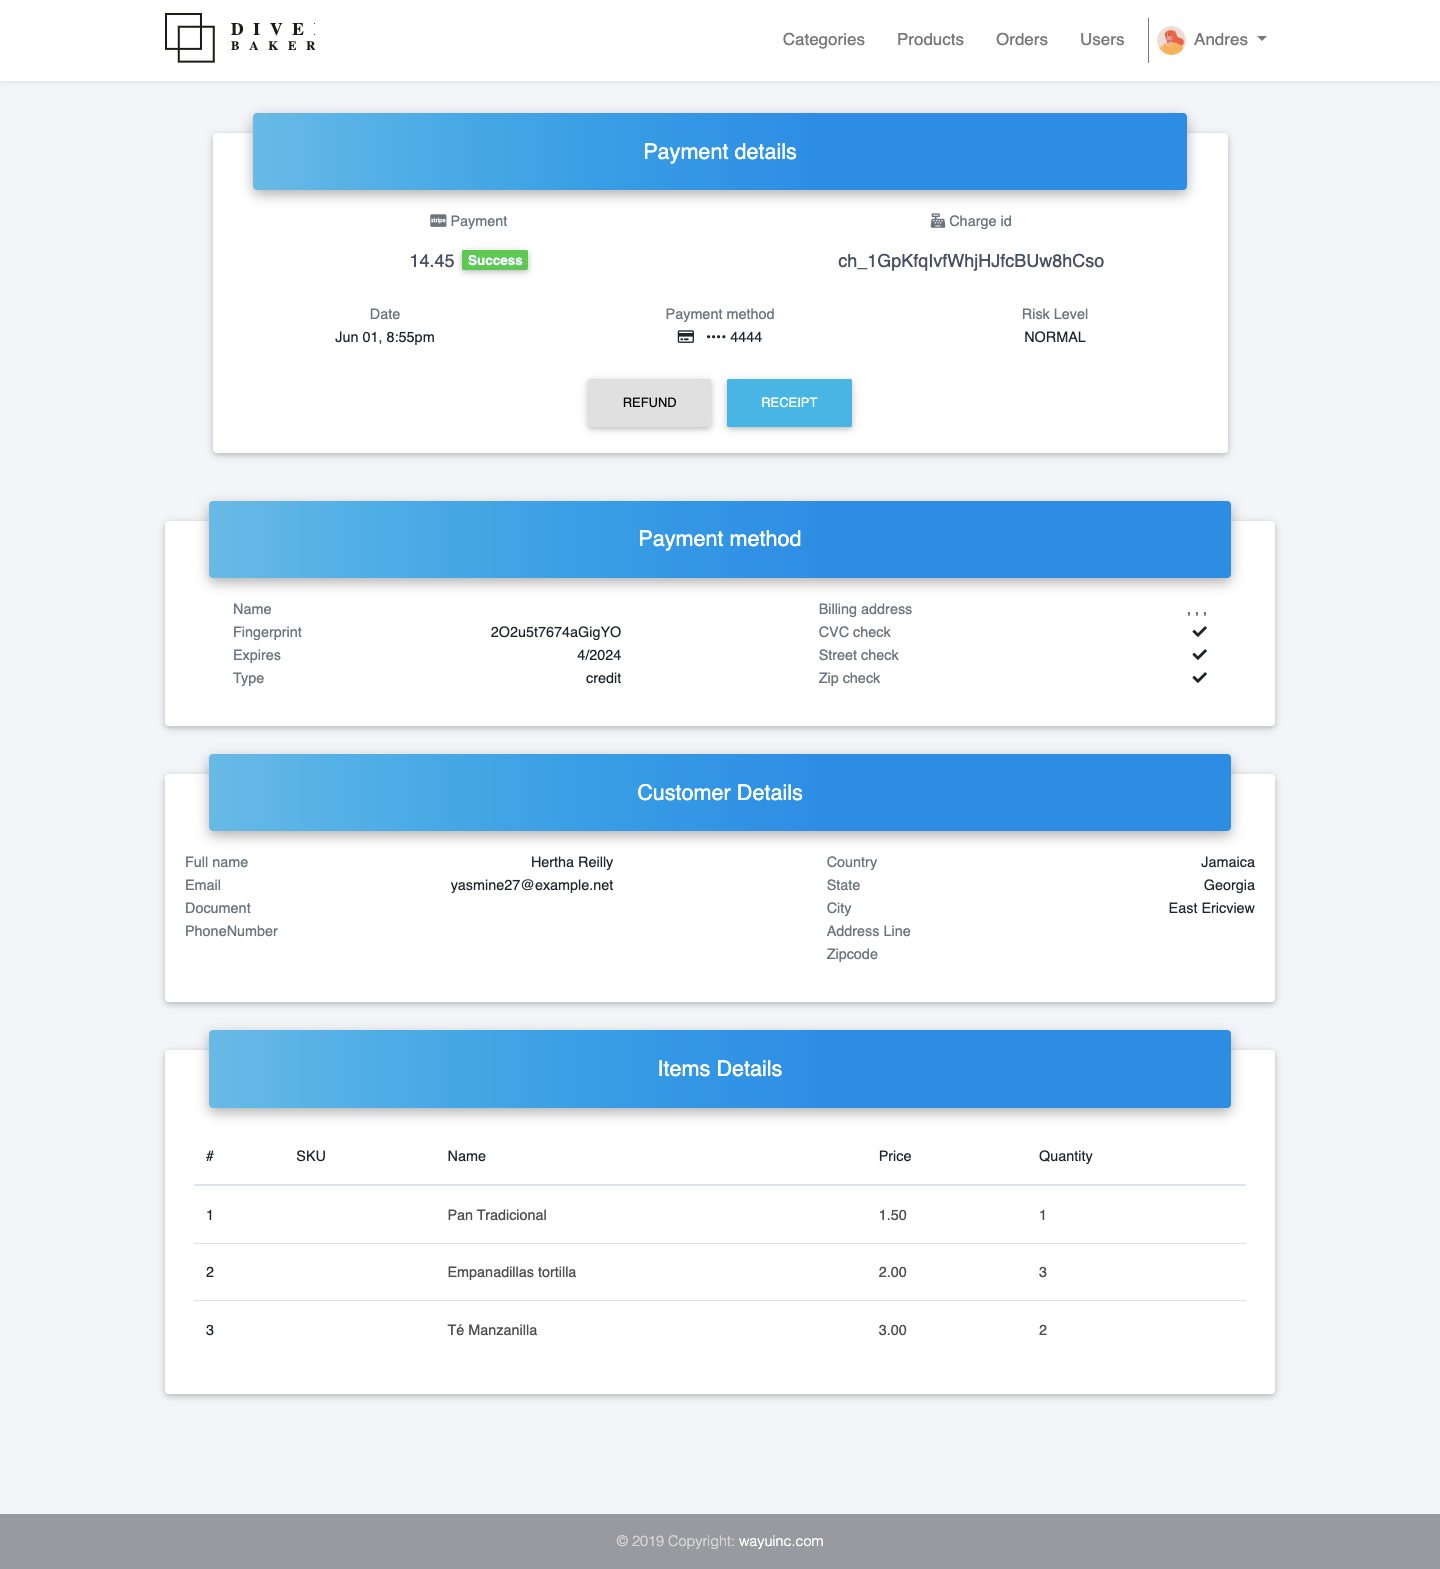 DIVE
BAKER
Categories Products Orders Users Andres
Payment details
stripe Payment
Charge id
14.45 Success
ch_1GpKfqIvfWhjHJfcBUw8hCso
Date Payment method Risk Level
Jun 01, 8:55pm •••• 4444 NORMAL
REFUND RECEIPT
Payment method
Name Billing address , , ,
Fingerprint 2O2u5t7674aGigYO CVC check
Expires 4/2024 Street check
Type credit Zip check
Customer Details
Full name Hertha Reilly Country Jamaica
Email yasmine27@example.net State Georgia
Document City East Ericview
PhoneNumber Address Line
Zipcode
Items Details
# SKU Name Price Quantity
1 Pan Tradicional 1.50 1
2 Empanadillas tortilla 2.00 3
3 Té Manzanilla 3.00 2
© 2019 Copyright: wayuinc.com